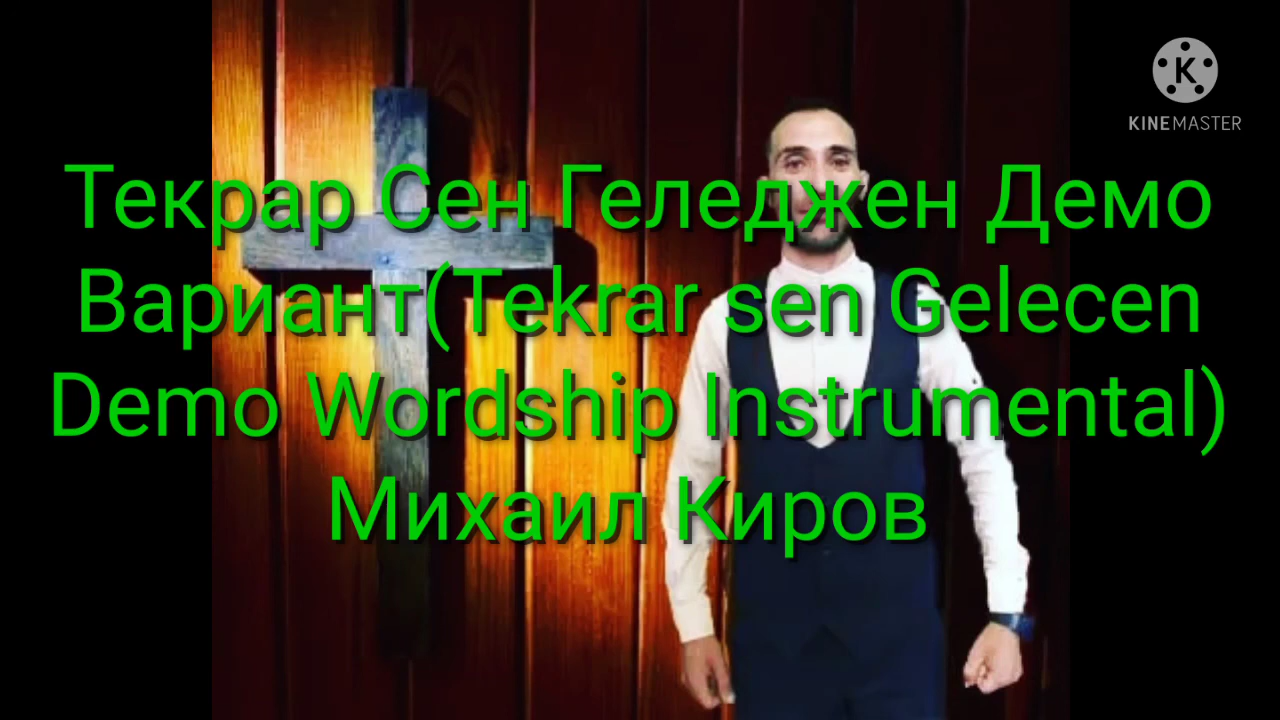 KINEMASTER
Текрар Сен Геледжен Демо
Вариант(Tekrar sen Gelecen
Demo Wordship Instrumental)
Михаил Киров